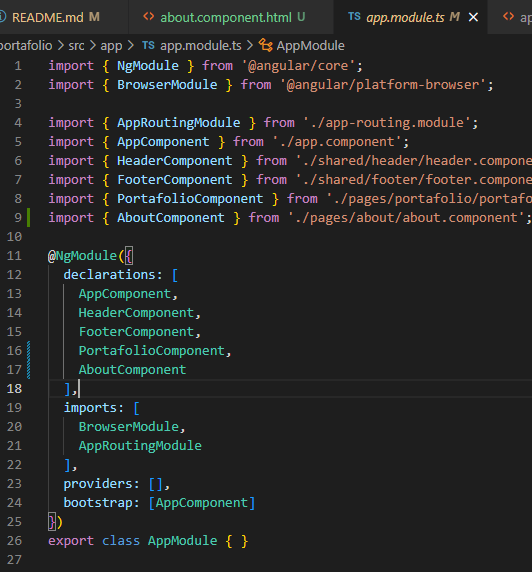 README.md M
about.component.html U
TS app.module.ts M
portafolio > src > app > TS app.module.ts > AppModule
1 import { NgModule } from '@angular/core';
2 import { BrowserModule } from '@angular/platform-browser';
3
4 import { AppRoutingModule } from './app-routing.module';
5 import { AppComponent } from './app.component';
6 import { HeaderComponent } from './shared/header/header.compone
7 import { FooterComponent } from './shared/footer/footer.compone
8 import { PortafolioComponent } from './pages/portafolio/portafo
9 import { AboutComponent } from './pages/about/about.component';
10
11 @NgModule({
12 declarations: [
13 AppComponent,
14 HeaderComponent,
15 FooterComponent,
16 PortafolioComponent,
17 AboutComponent
18 ],
19 imports: [
20 BrowserModule,
21 AppRoutingModule
22 ],
23 providers: [],
24 bootstrap: [AppComponent]
25 })
26 export class AppModule { }
27